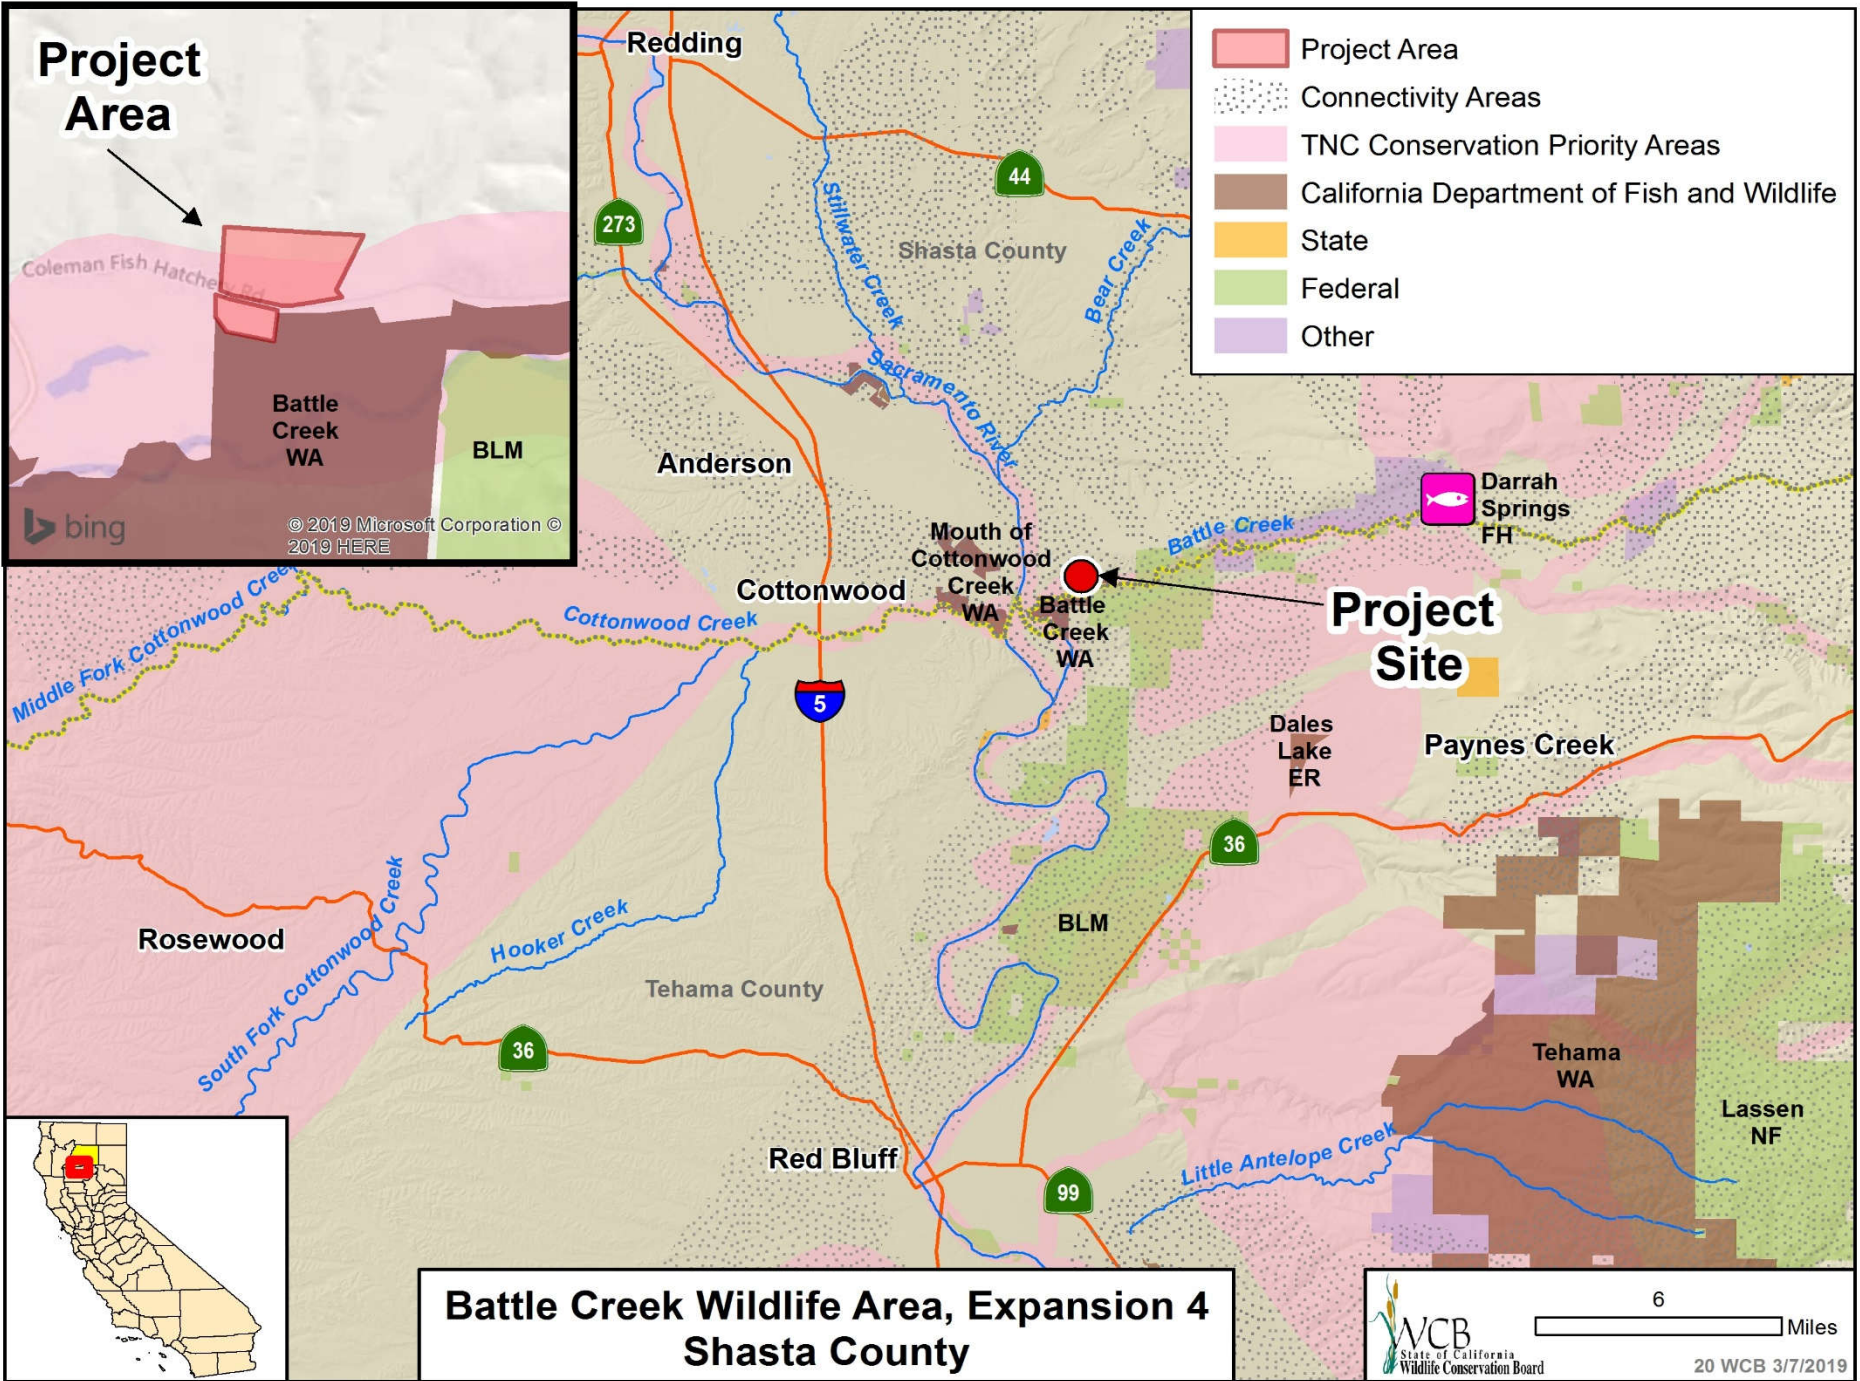 Project
Area
Coleman Fish Hatchery Rd
Battle
Creek
WA
BLM
bing
© 2019 Microsoft Corporation ©
2019 HERE
Project Area
Connectivity Areas
TNC Conservation Priority Areas
California Department of Fish and Wildlife
State
Federal
Other
Redding
44
273
Shasta County
Stillwater Creek
Bear Creek
Sacramento River
Anderson
Mouth of
Cottonwood
Creek
WA
Battle Creek
Darrah
Springs
FH
Cottonwood
Cottonwood Creek
Middle Fork Cottonwood Creek
Battle
Creek
WA
Project
Site
5
Dales
Lake
ER
Paynes Creek
36
South Fork Cottonwood Creek
Rosewood
Hooker Creek
BLM
Tehama County
36
Tehama
WA
Lassen
NF
Red Bluff
Little Antelope Creek
99
Battle Creek Wildlife Area, Expansion 4
Shasta County
WCB
State of California
Wildlife Conservation Board
6
Miles
20 WCB 3/7/2019